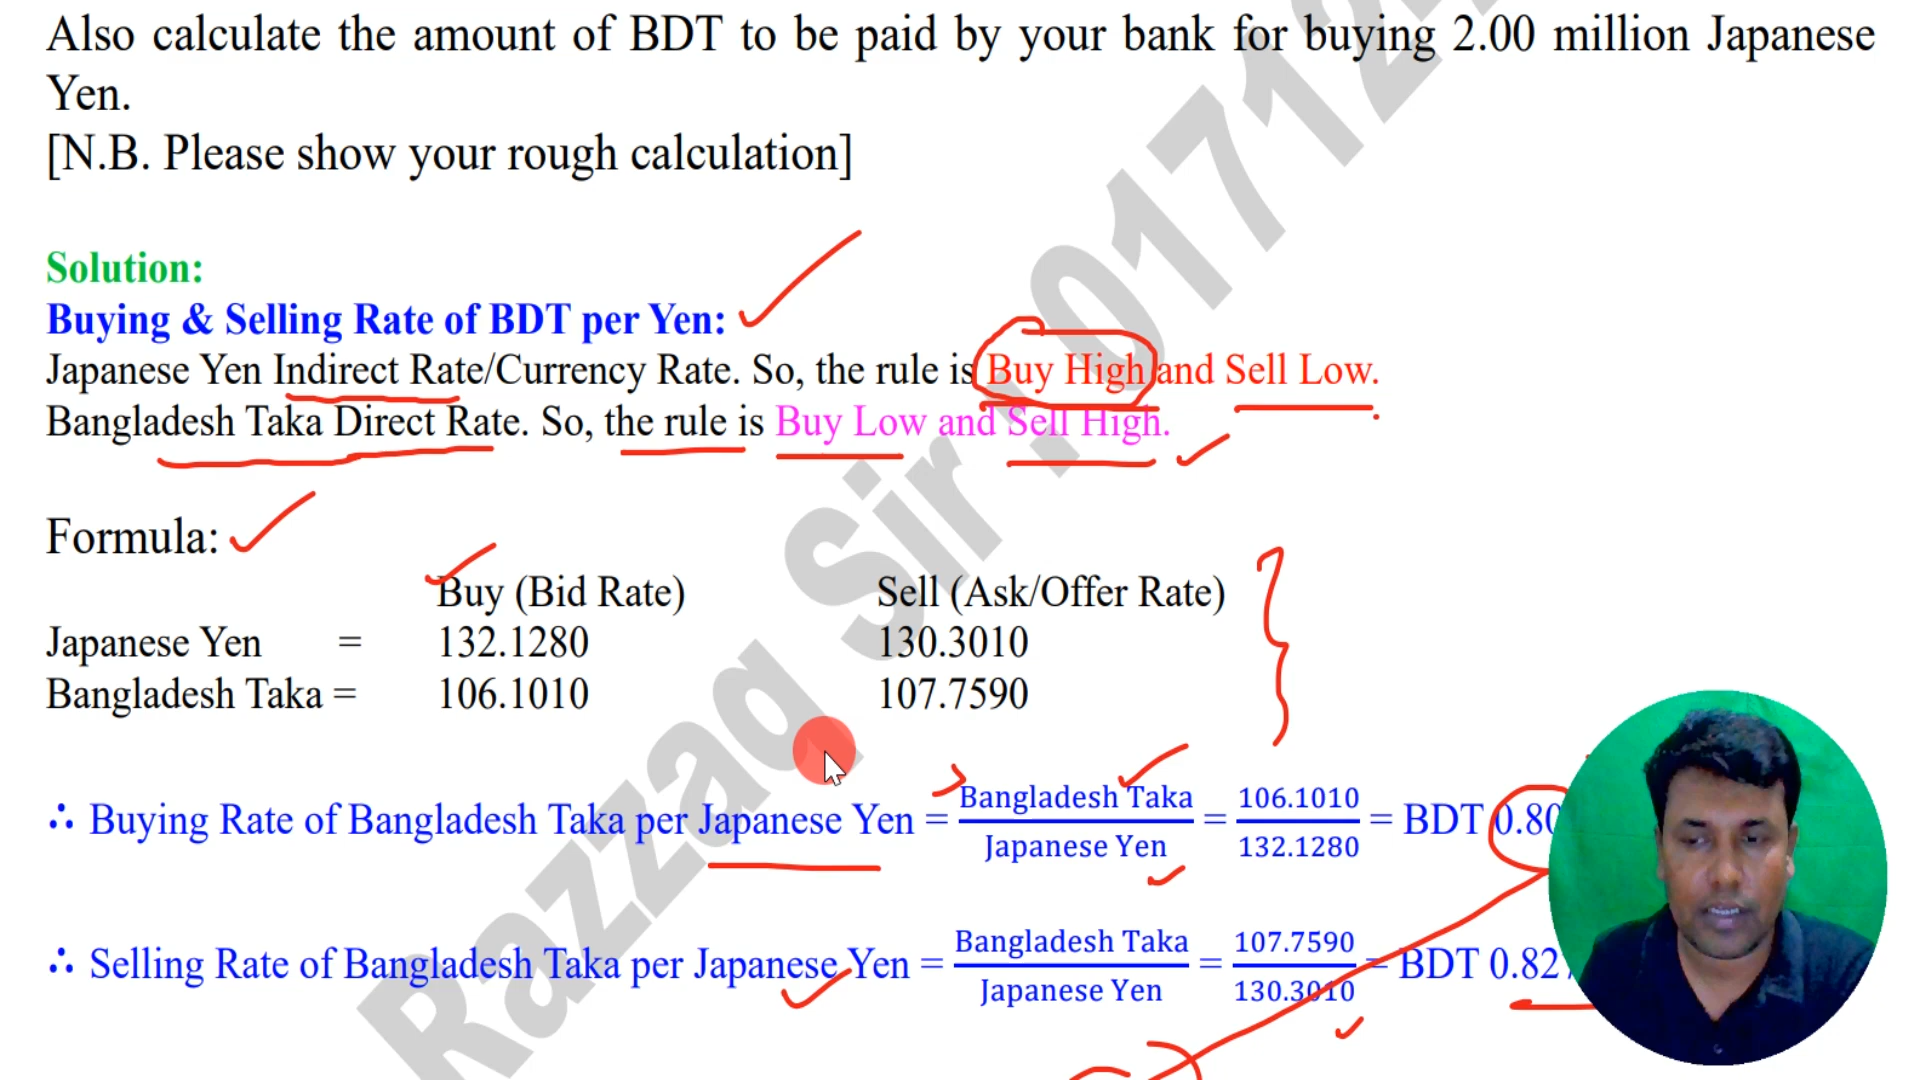 Also calculate the amount of BDT to be paid by your bank for buying 2.00 million Japanese
Yen.
[N.B. Please show your rough calculation]
Solution:
Buying & Selling Rate of BDT per Yen:
Japanese Yen Indirect Rate/Currency Rate. So, the rule is Buy High and Sell Low.
Bangladesh Taka Direct Rate. So, the rule is Buy Low and Sell High.
Formula:
Buy (Bid Rate) Sell (Ask/Offer Rate)
Japanese Yen = 132.1280 130.3010
Bangladesh Taka = 106.1010 107.7590
∴ Buying Rate of Bangladesh Taka per Japanese Yen = Bangladesh Taka / Japanese Yen = 106.1010 / 132.1280 = BDT 0.80
∴ Selling Rate of Bangladesh Taka per Japanese Yen = Bangladesh Taka / Japanese Yen = 107.7590 / 130.3010 = BDT 0.82
Razzaq Sir : 01712